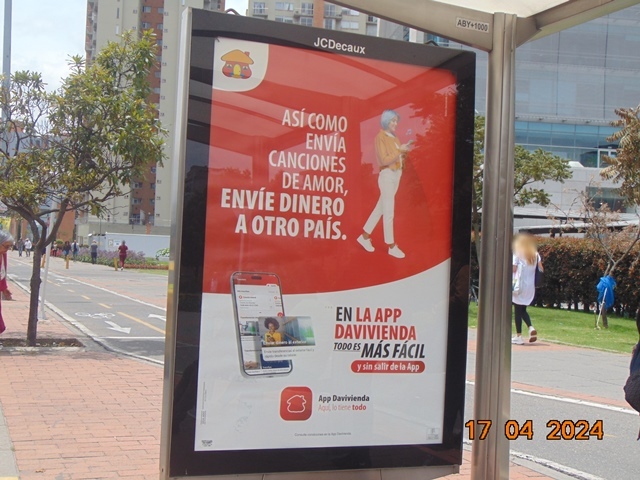 ABY+1000
JCDecaux
ASÍ COMO
ENVÍA
CANCIONES
DE AMOR,
ENVÍE DINERO
A OTRO PAÍS.
EN LA APP
DAVIVIENDA
TODO ES MÁS FÁCIL
y sin salir de la App
App Davivienda
Aquí, lo tiene todo
17 04 2024